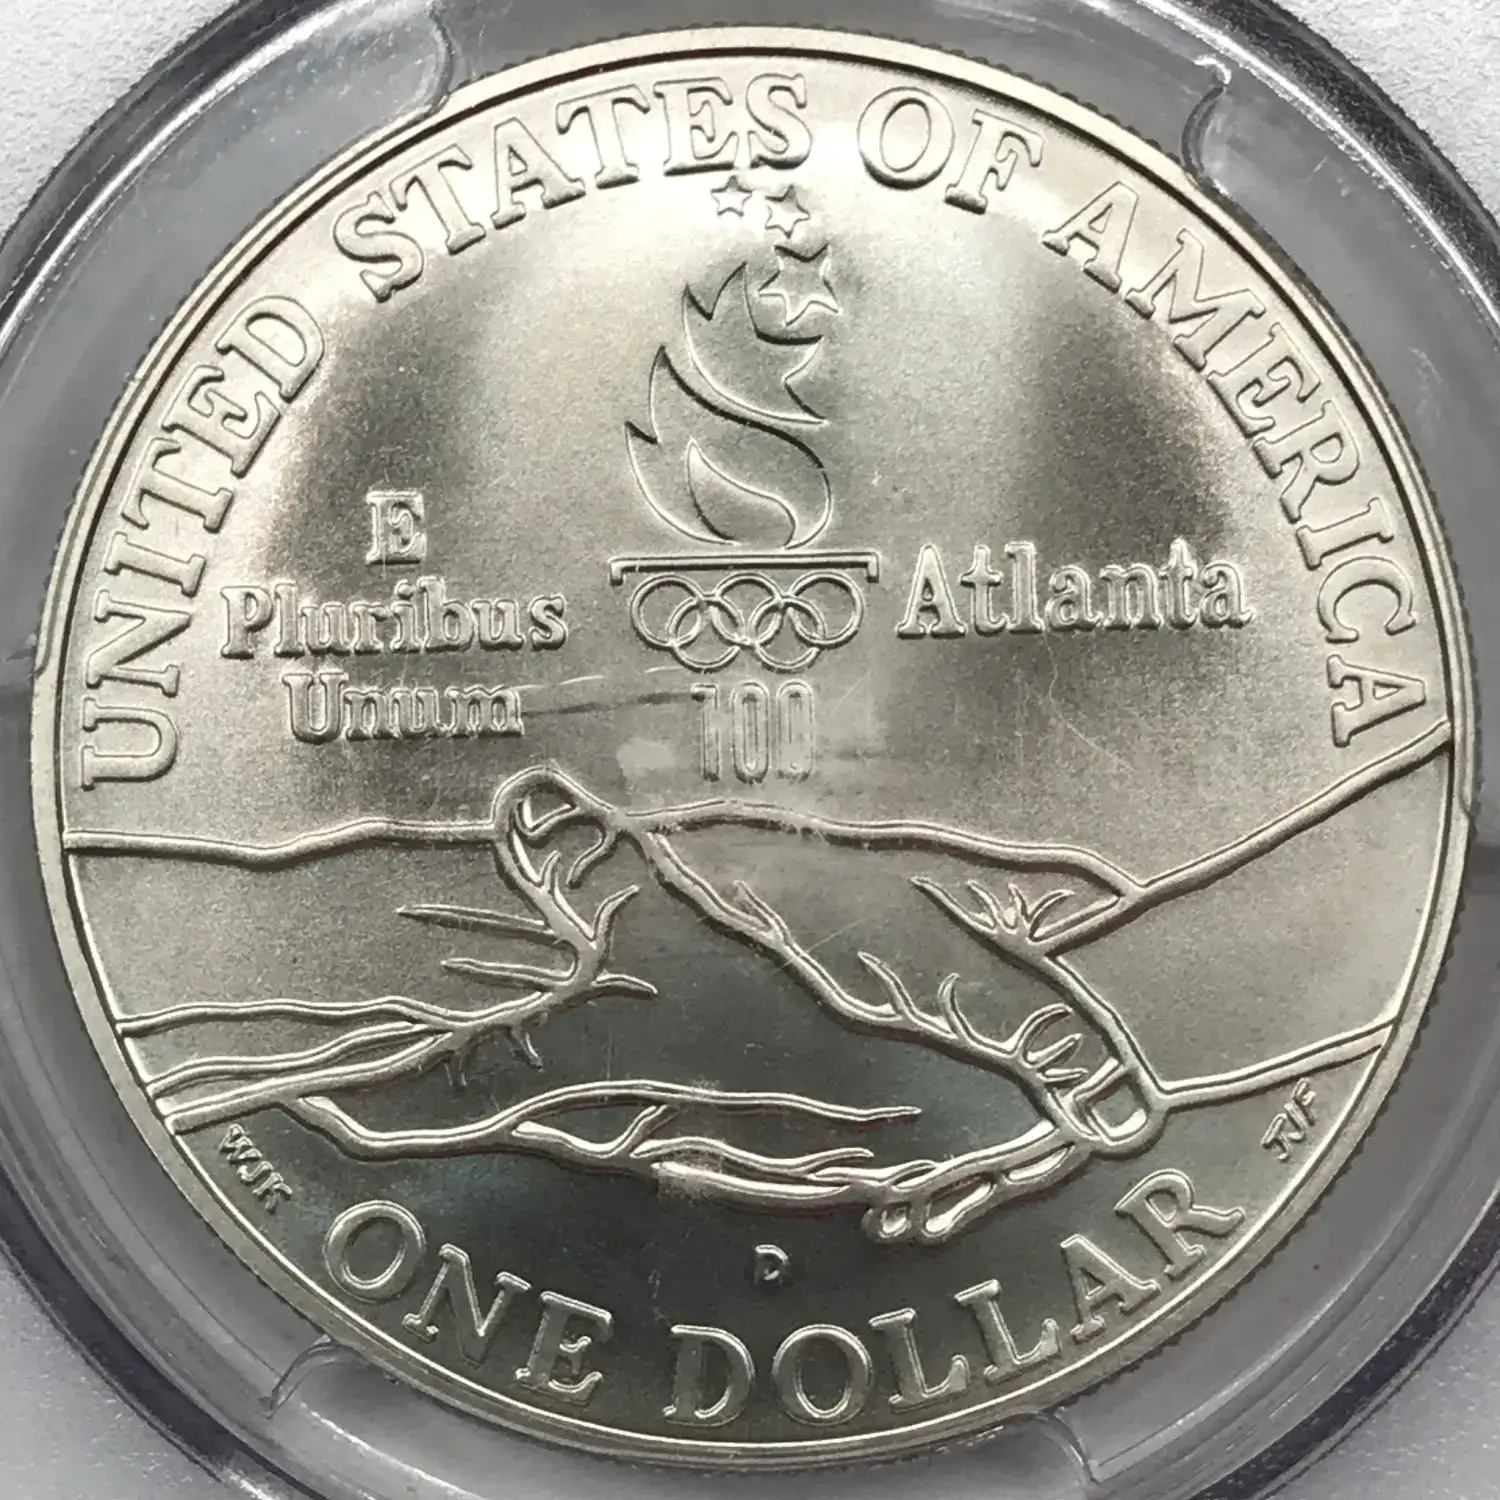 UNITED STATES OF AMERICA
E
Pluribus
Unum
Atlanta
100
WJK
TJF
D
ONE DOLLAR